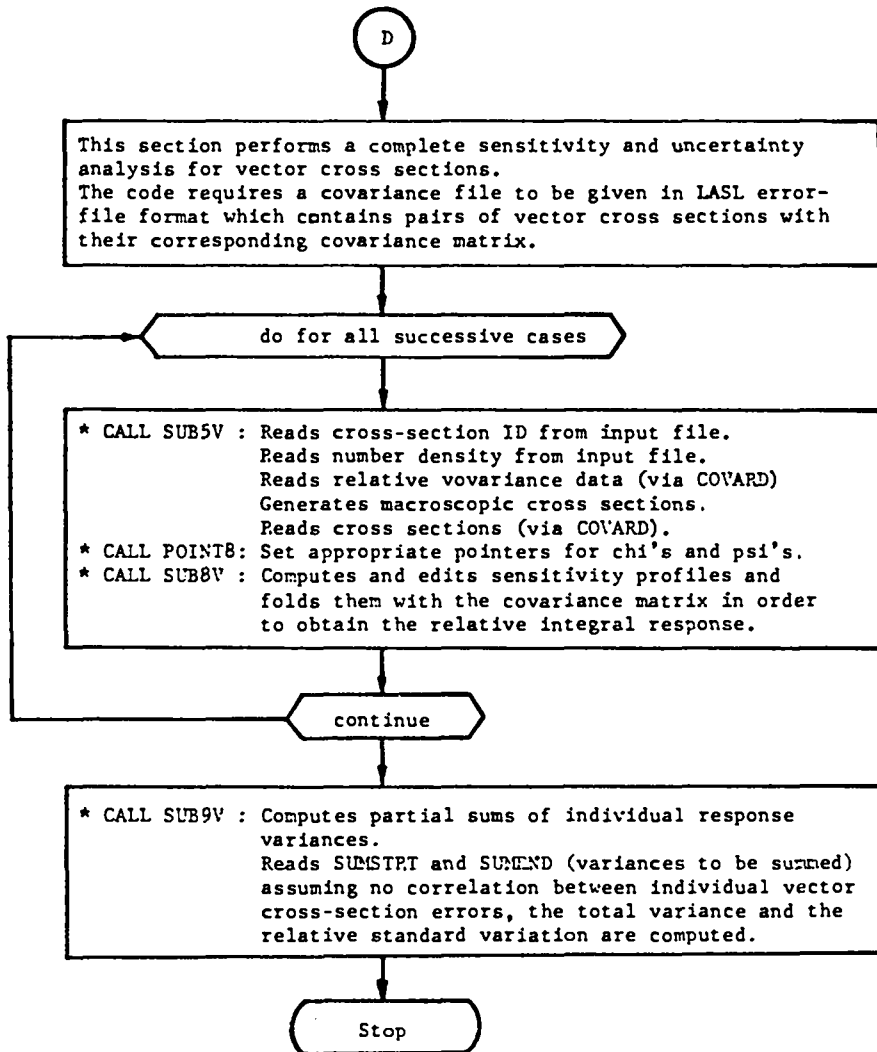 D
This section performs a complete sensitivity and uncertainty
analysis for vector cross sections.
The code requires a covariance file to be given in LASL error-
file format which contains pairs of vector cross sections with
their corresponding covariance matrix.
do for all successive cases
* CALL SUB5V : Reads cross-section ID from input file.
Reads number density from input file.
Reads relative vovariance data (via COVARD)
Generates macroscopic cross sections.
Reads cross sections (via COVARD).
* CALL POINT8: Set appropriate pointers for chi's and psi's.
* CALL SUB8V : Computes and edits sensitivity profiles and
folds them with the covariance matrix in order
to obtain the relative integral response.
continue
* CALL SUB9V : Computes partial sums of individual response
variances.
Reads SUMSTRT and SUMEND (variances to be summed)
assuming no correlation between individual vector
cross-section errors, the total variance and the
relative standard variation are computed.
Stop